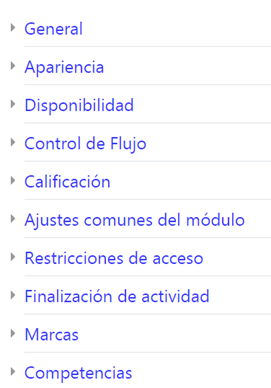 General
Apariencia
Disponibilidad
Control de Flujo
Calificación
Ajustes comunes del módulo
Restricciones de acceso
Finalización de actividad
Marcas
Competencias